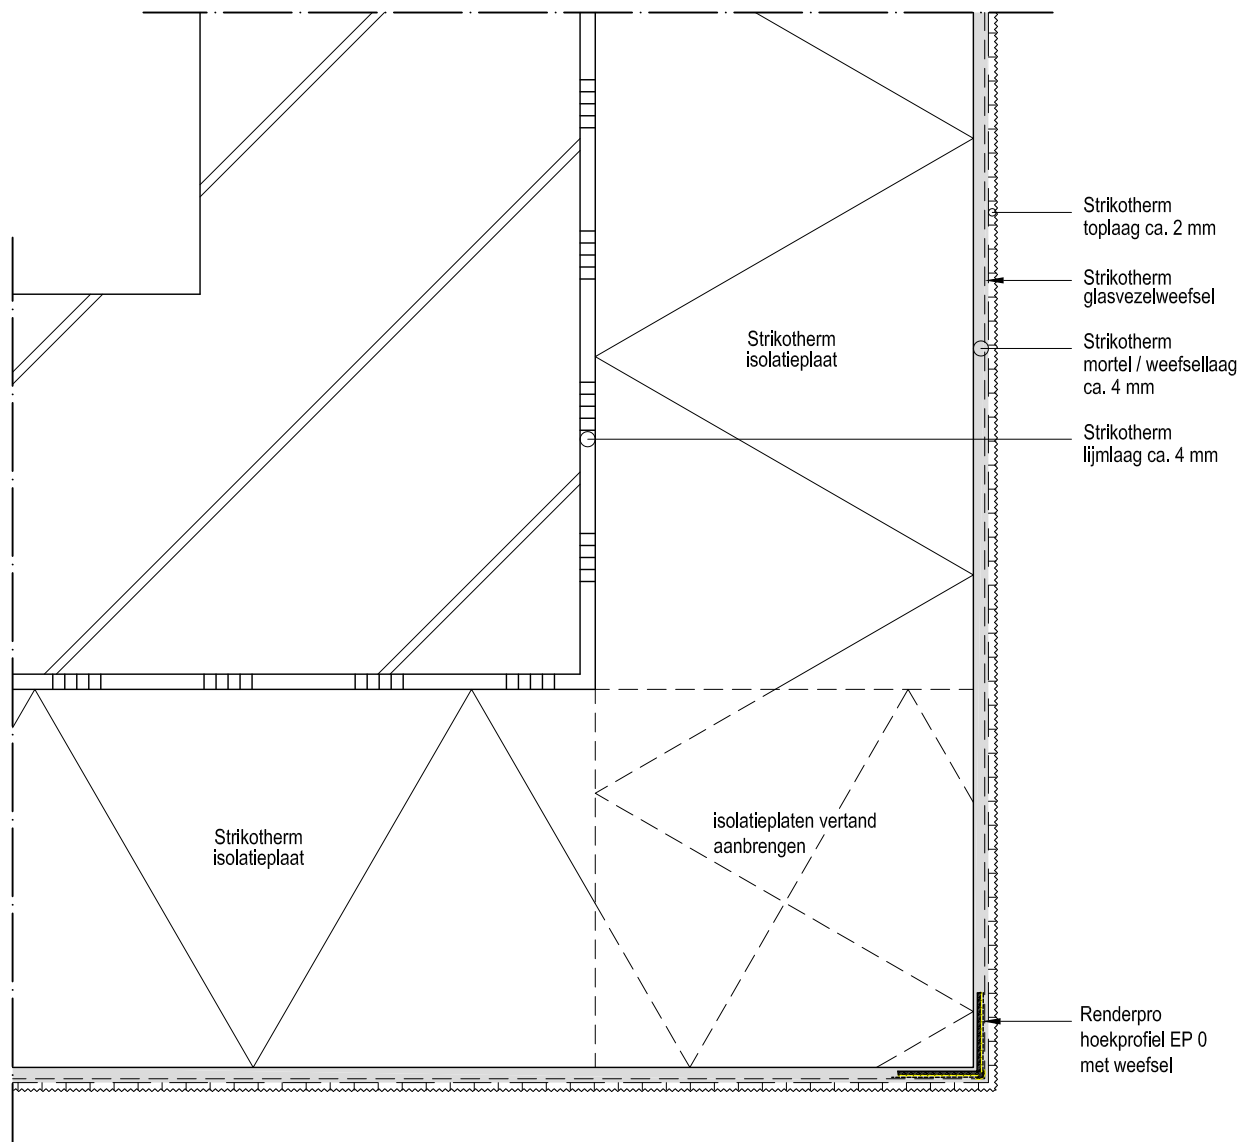 Strikotherm
toplaag ca. 2 mm
Strikotherm
glasvezelweefsel
Strikotherm
mortel / weefsellaag
ca. 4 mm
Strikotherm
lijmlaag ca. 4 mm
Strikotherm
isolatieplaat
Strikotherm
isolatieplaat
isolatieplaten vertand
aanbrengen
Renderpro
hoekprofiel EP 0
met weefsel